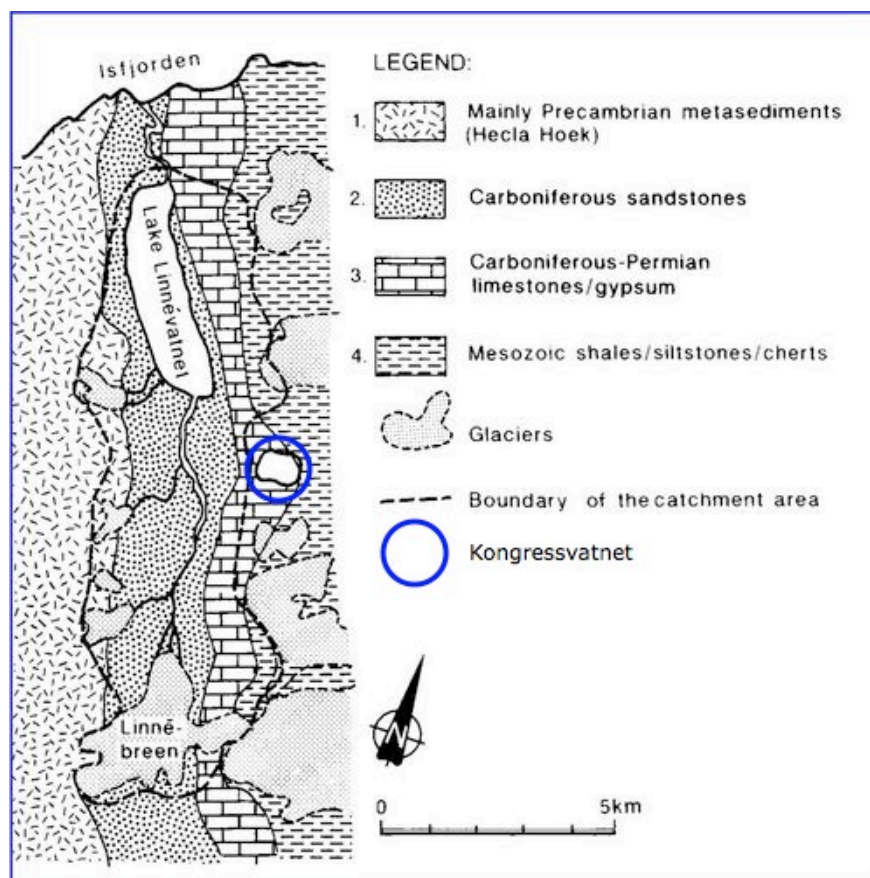 Isfjorden
Lake Linnévatnet
Linné-
breen
LEGEND:
1. Mainly Precambrian metasediments
(Hecla Hoek)
2. Carboniferous sandstones
3. Carboniferous-Permian
limestones/gypsum
4. Mesozoic shales/siltstones/cherts
Glaciers
Boundary of the catchment area
Kongressvatnet
N
0 5km